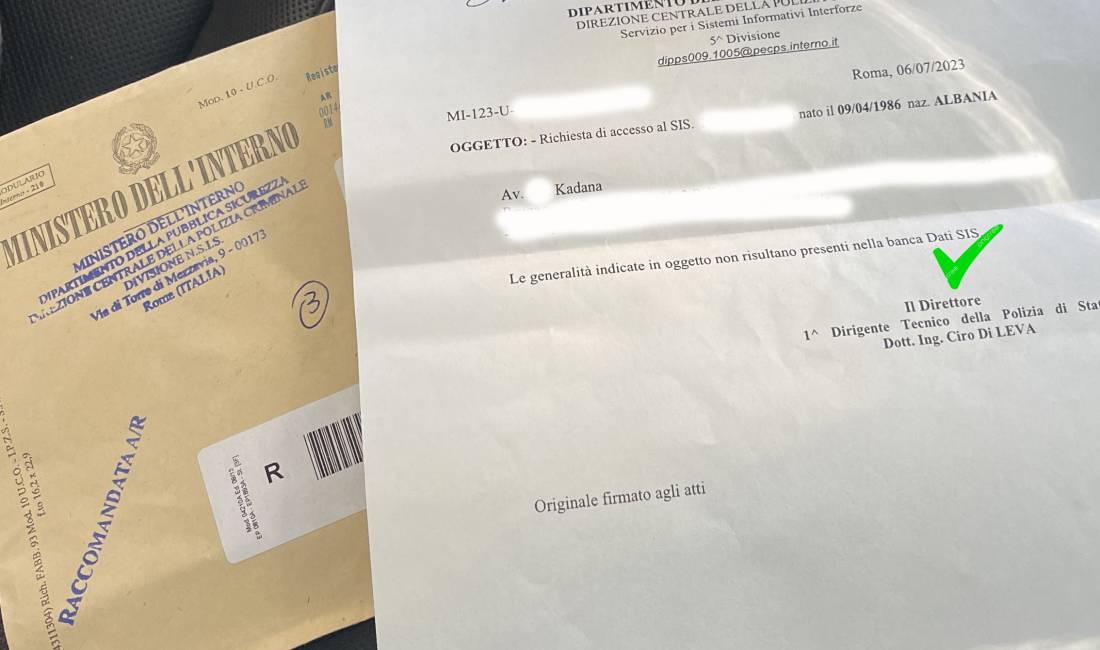 Mod. 10 - U.C.O.
AR
RM
MINISTERO DELL'INTERNO
MINISTERO DELL'INTERNO
DIPARTIMENTO DELLA PUBBLICA SICUREZZA
DIREZIONE CENTRALE DELLA POLIZIA CRIMINALE
DIVISIONE N.S.I.S.
Via di Torre di Mezzavia, 9 - 00173
Roma (ITALIA)
3
RACCOMANDATA A/R
R
DIPARTIMENTO
DIREZIONE CENTRALE DELLA
Servizio per i Sistemi Informativi Interforze
5^ Divisione
dipps009.1005@pecps.interno.it
Roma, 06/07/2023
MI-123-U-
OGGETTO: - Richiesta di accesso al SIS. nato il 09/04/1986 naz. ALBANIA
Av. Kadana
Le generalità indicate in oggetto non risultano presenti nella banca Dati SIS
Il Direttore
1^ Dirigente Tecnico della Polizia di Sta
Dott. Ing. Ciro Di LEVA
Originale firmato agli atti